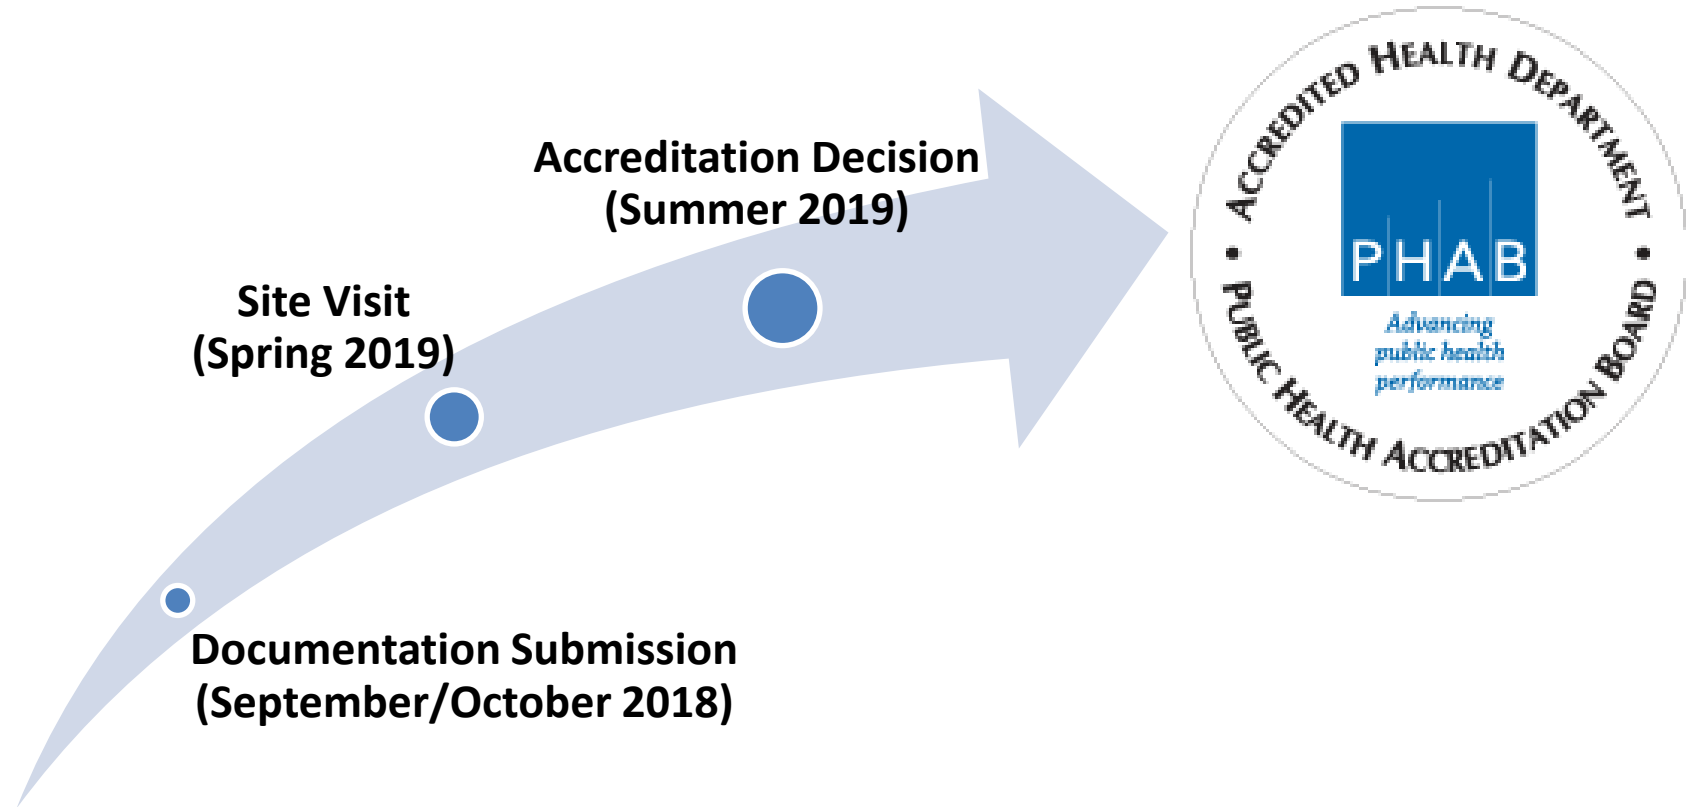 Accreditation Decision
(Summer 2019)
Site Visit
(Spring 2019)
Documentation Submission
(September/October 2018)
ACCREDITED HEALTH DEPARTMENT
PHAB
Advancing
public health
performance
• PUBLIC HEALTH ACCREDITATION BOARD •